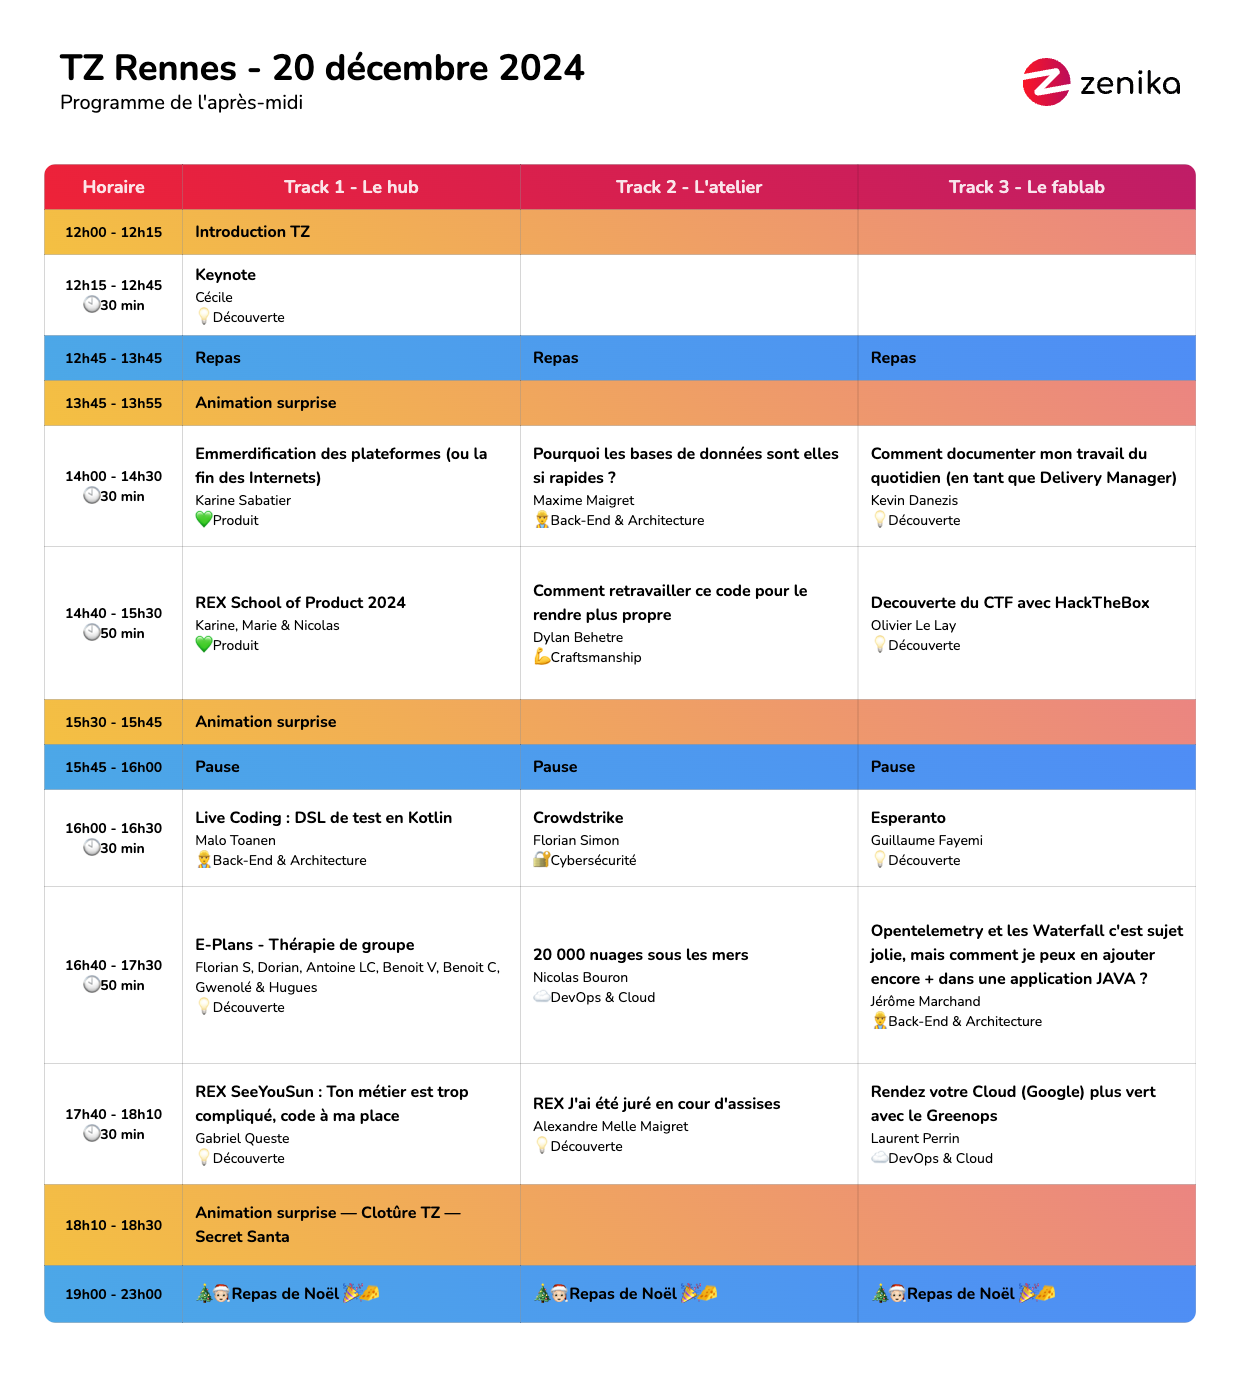 TZ Rennes - 20 décembre 2024
Programme de l'après-midi
zenika
Horaire
Track 1 - Le hub
Track 2 - L'atelier
Track 3 - Le fablab
12h00 - 12h15
Introduction TZ
12h15 - 12h45
🕙30 min
Keynote
Cécile
💡Découverte
12h45 - 13h45
Repas
Repas
Repas
13h45 - 13h55
Animation surprise
14h00 - 14h30
🕙30 min
Emmerdification des plateformes (ou la
fin des Internets)
Karine Sabatier
💚Produit
Pourquoi les bases de données sont elles
si rapides ?
Maxime Maigret
👷‍♂️Back-End & Architecture
Comment documenter mon travail du
quotidien (en tant que Delivery Manager)
Kevin Danezis
💡Découverte
14h40 - 15h30
🕙50 min
REX School of Product 2024
Karine, Marie & Nicolas
💚Produit
Comment retravailler ce code pour le
rendre plus propre
Dylan Behetre
💪Craftsmanship
Decouverte du CTF avec HackTheBox
Olivier Le Lay
💡Découverte
15h30 - 15h45
Animation surprise
15h45 - 16h00
Pause
Pause
Pause
16h00 - 16h30
🕙30 min
Live Coding : DSL de test en Kotlin
Malo Toanen
👷‍♂️Back-End & Architecture
Crowdstrike
Florian Simon
🔐Cybersécurité
Esperanto
Guillaume Fayemi
💡Découverte
16h40 - 17h30
🕙50 min
E-Plans - Thérapie de groupe
Florian S, Dorian, Antoine LC, Benoit V, Benoit C,
Gwenolé & Hugues
💡Découverte
20 000 nuages sous les mers
Nicolas Bouron
☁️DevOps & Cloud
Opentelemetry et les Waterfall c'est sujet
jolie, mais comment je peux en ajouter
encore + dans une application JAVA ?
Jérôme Marchand
👷‍♂️Back-End & Architecture
17h40 - 18h10
🕙30 min
REX SeeYouSun : Ton métier est trop
compliqué, code à ma place
Gabriel Queste
💡Découverte
REX J'ai été juré en cour d'assises
Alexandre Melle Maigret
💡Découverte
Rendez votre Cloud (Google) plus vert
avec le Greenops
Laurent Perrin
☁️DevOps & Cloud
18h10 - 18h30
Animation surprise — Clotûre TZ —
Secret Santa
19h00 - 23h00
🎄🎅Repas de Noël 🎉🧀
🎄🎅Repas de Noël 🎉🧀
🎄🎅Repas de Noël 🎉🧀